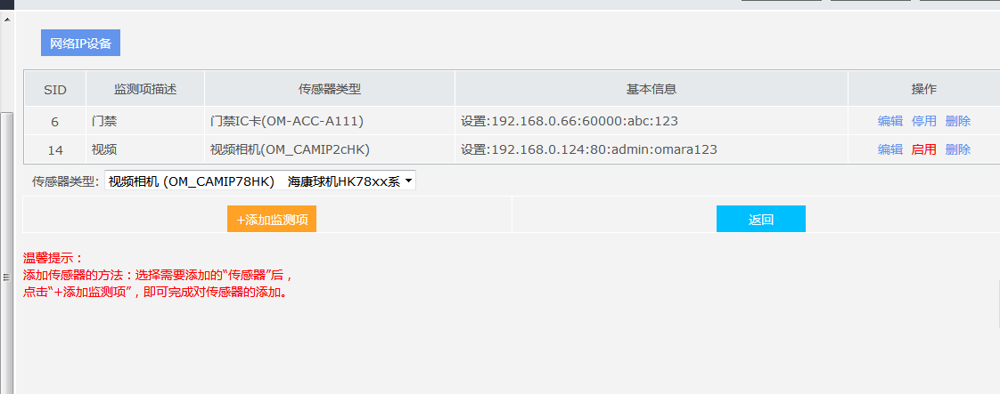 网络IP设备
SID 监测项描述 传感器类型 基本信息 操作
6 门禁 门禁IC卡(OM-ACC-A111) 设置:192.168.0.66:60000:abc:123 编辑 停用 删除
14 视频 视频相机(OM_CAMIP2cHK) 设置:192.168.0.124:80:admin:omara123 编辑 启用 删除
传感器类型: 视频相机 (OM_CAMIP78HK) 海康球机HK78xx系
+添加监测项 返回
温馨提示：
添加传感器的方法：选择需要添加的“传感器”后，
点击“+添加监测项”，即可完成对传感器的添加。